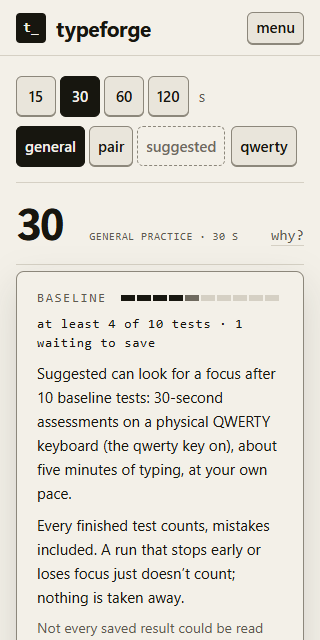 t_ typeforge menu
15 30 60 120 s
general pair suggested qwerty
30 GENERAL PRACTICE · 30 S why?
BASELINE
at least 4 of 10 tests · 1
waiting to save
Suggested can look for a focus after
10 baseline tests: 30-second
assessments on a physical QWERTY
keyboard (the qwerty key on), about
five minutes of typing, at your own
pace.
Every finished test counts, mistakes
included. A run that stops early or
loses focus just doesn't count;
nothing is taken away.
Not every saved result could be read